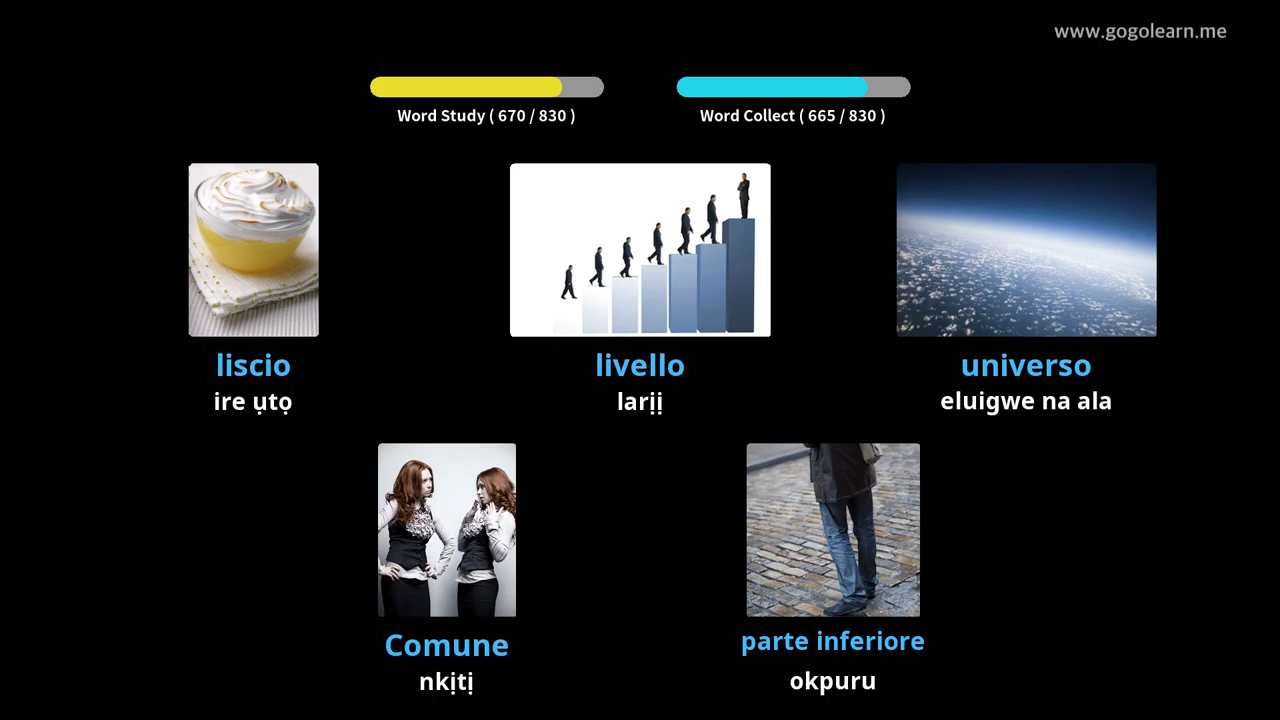 www.gogolearn.me
Word Study ( 670 / 830 )
Word Collect ( 665 / 830 )
liscio
ire ụtọ
livello
larịị
universo
eluigwe na ala
Comune
nkịtị
parte inferiore
okpuru